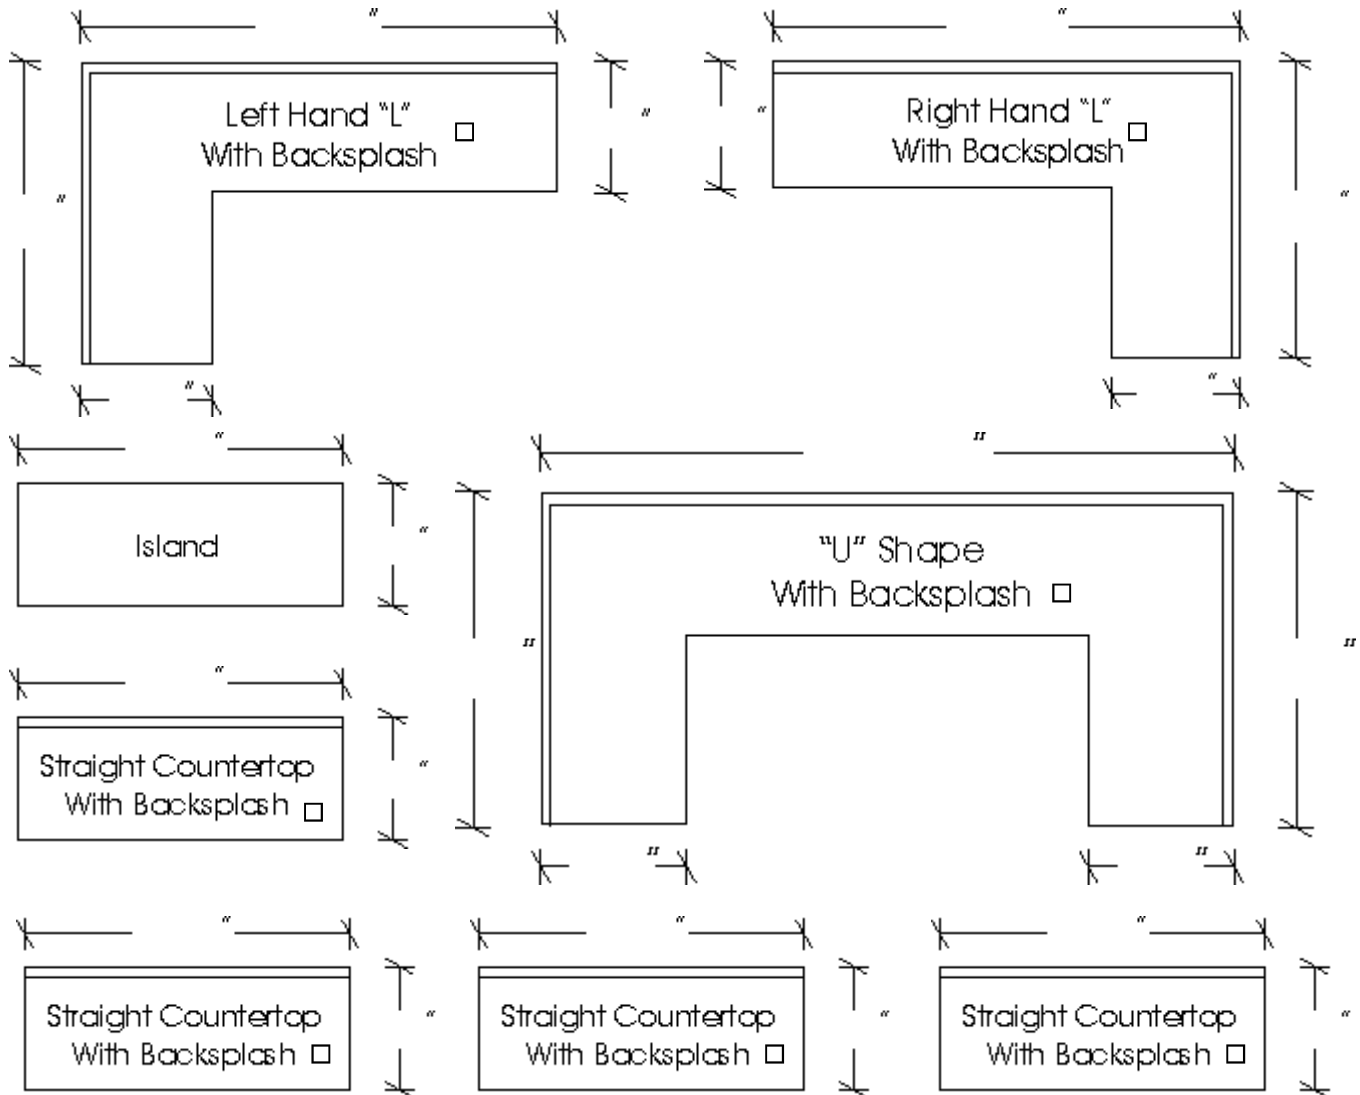 "
"
Left Hand "L"
With Backsplash
"
"
"
Right Hand "L"
With Backsplash
"
"
"
"
"
Island
"
"
"U" Shape
With Backsplash
"
"
"
"
"
Straight Countertop
With Backsplash
"
"
Straight Countertop
With Backsplash
"
"
Straight Countertop
With Backsplash
"
"
Straight Countertop
With Backsplash
"